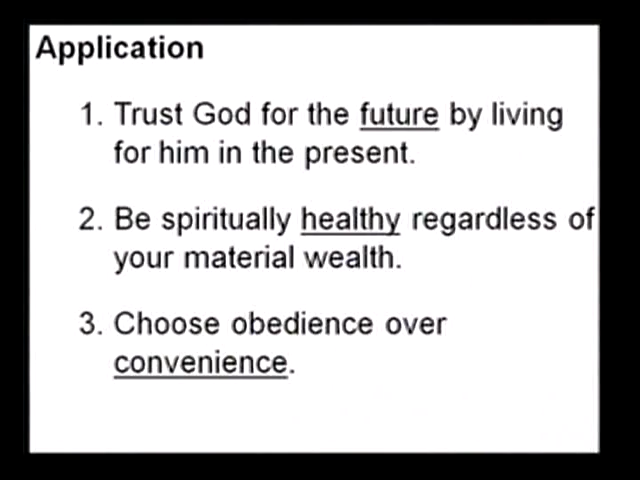 Application
1. Trust God for the future by living
for him in the present.
2. Be spiritually healthy regardless of
your material wealth.
3. Choose obedience over
convenience.